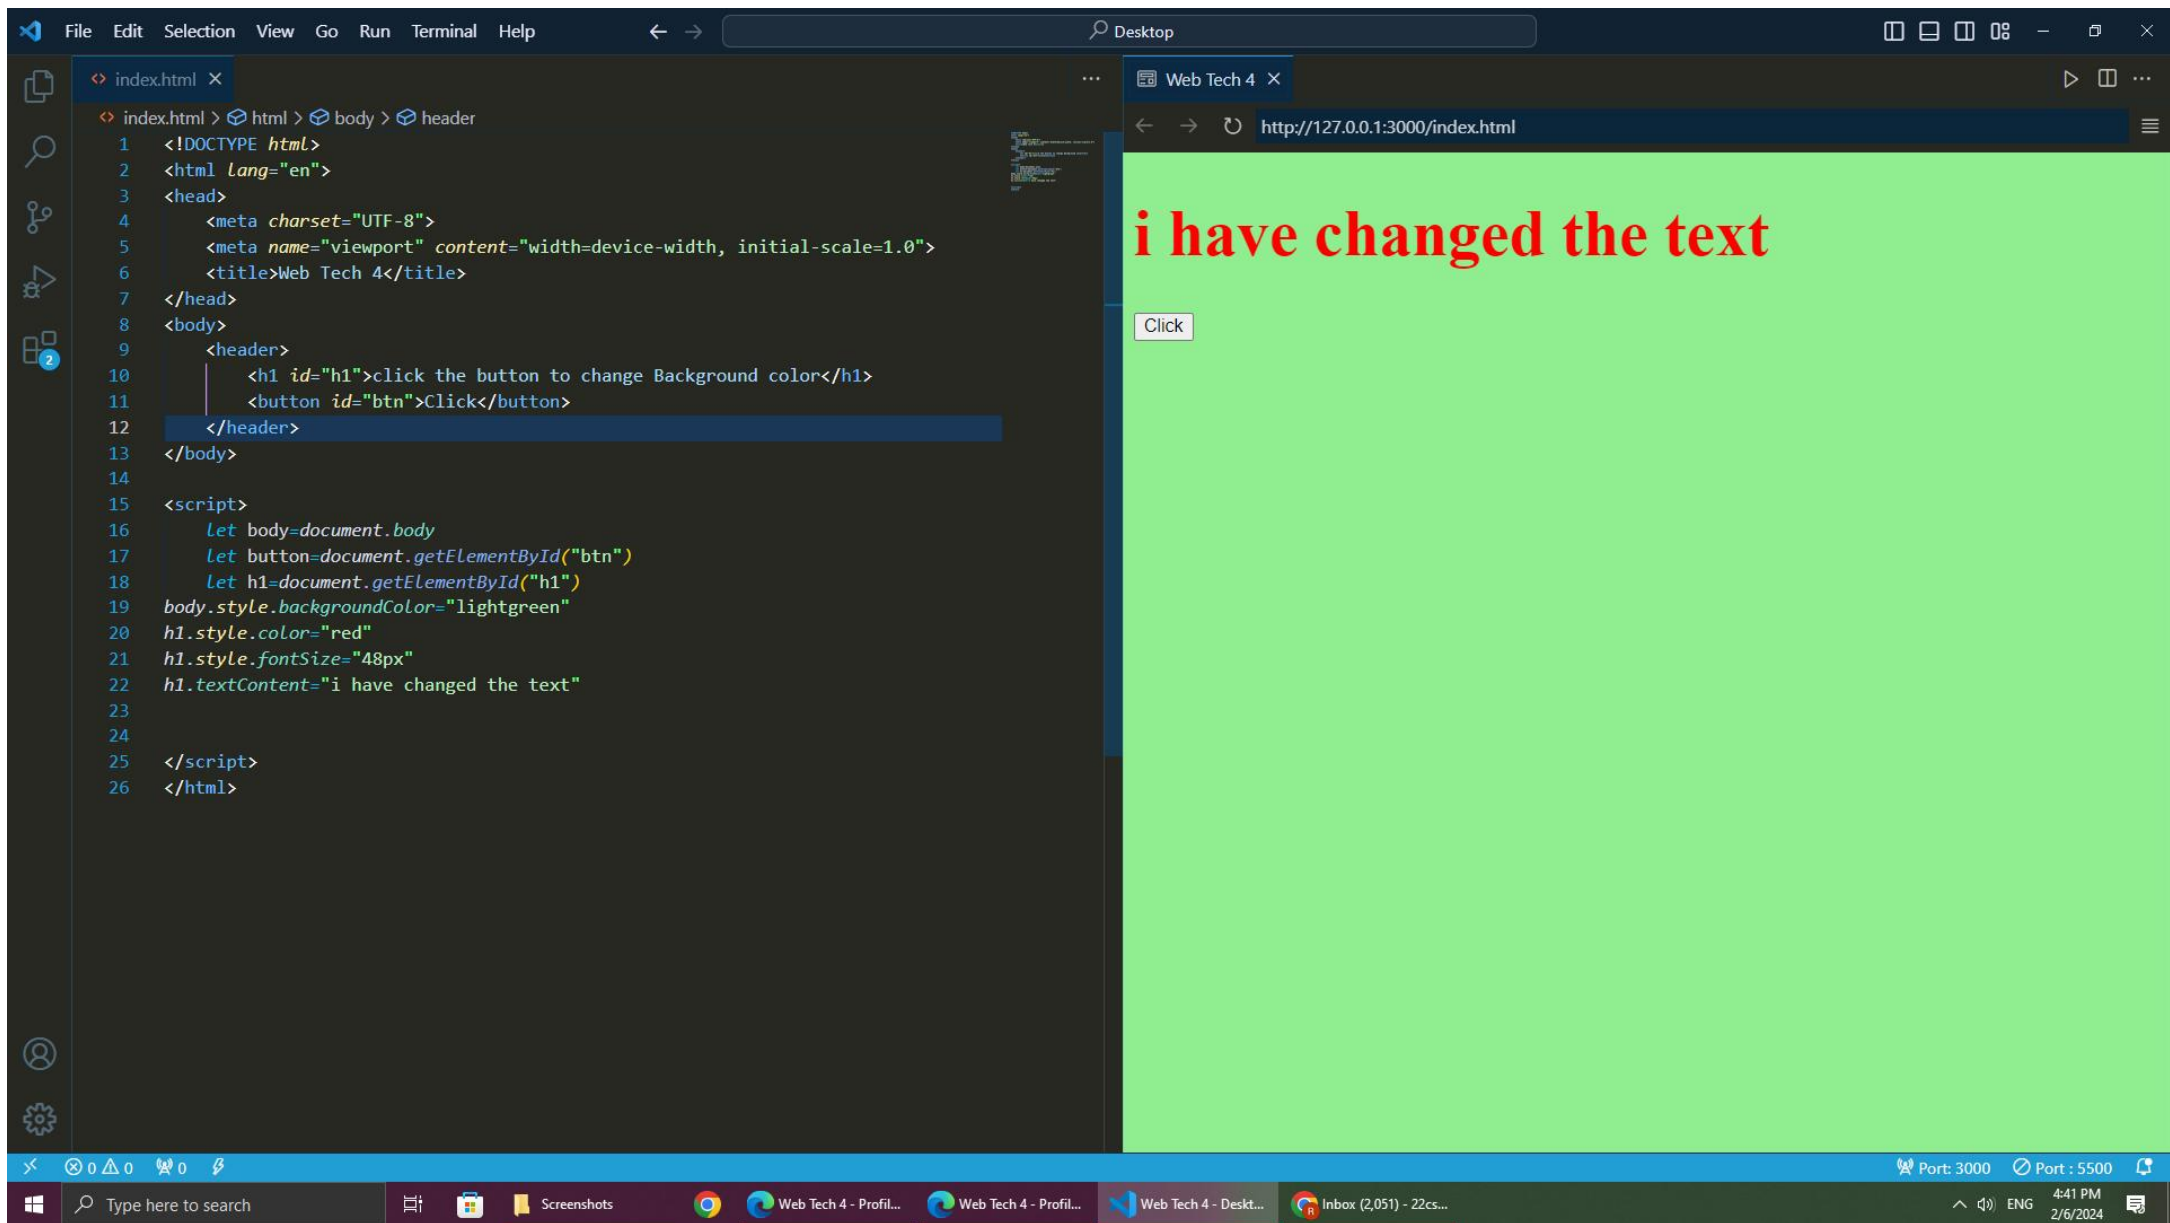 File Edit Selection View Go Run Terminal Help Desktop
index.html
index.html > html > body > header
1 <!DOCTYPE html>
2 <html lang="en">
3 <head>
4     <meta charset="UTF-8">
5     <meta name="viewport" content="width=device-width, initial-scale=1.0">
6     <title>Web Tech 4</title>
7 </head>
8 <body>
9     <header>
10         <h1 id="h1">click the button to change Background color</h1>
11         <button id="btn">Click</button>
12     </header>
13 </body>
14
15 <script>
16     let body=document.body
17     let button=document.getElementById("btn")
18     let h1=document.getElementById("h1")
19 body.style.backgroundColor="lightgreen"
20 h1.style.color="red"
21 h1.style.fontSize="48px"
22 h1.textContent="i have changed the text"
23
24
25 </script>
26 </html>
Web Tech 4
http://127.0.0.1:3000/index.html
i have changed the text
Click
2
0 0 0 Port: 3000 Port : 5500
Type here to search Screenshots Web Tech 4 - Profil... Web Tech 4 - Profil... Web Tech 4 - Deskt... Inbox (2,051) - 22cs... ENG 4:41 PM
2/6/2024